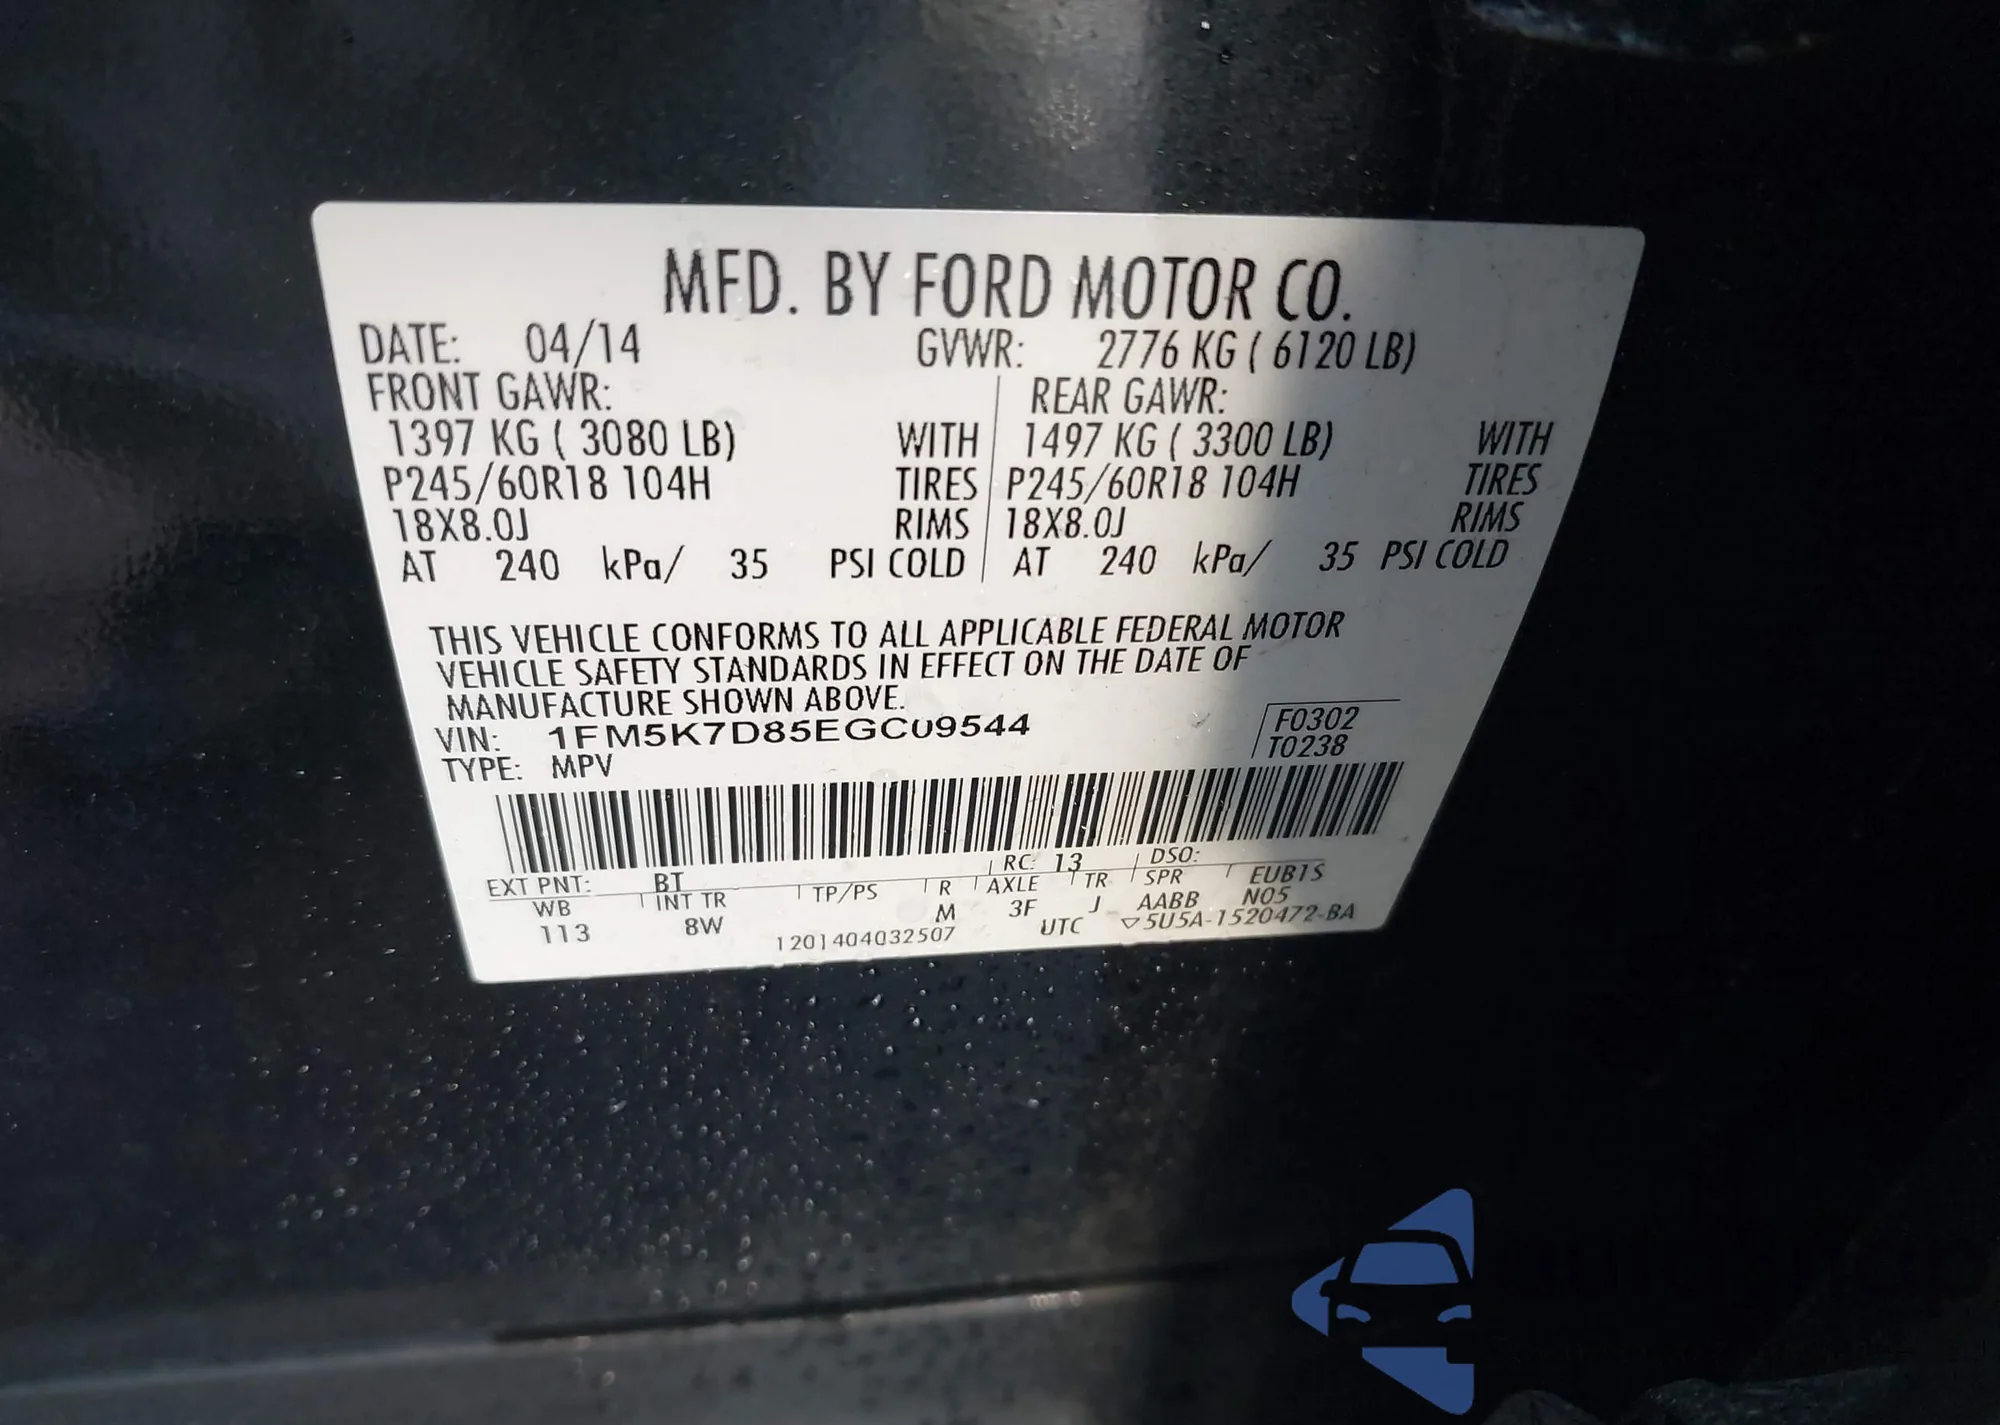 MFD. BY FORD MOTOR CO.
DATE: 04/14 GVWR: 2776 KG ( 6120 LB)
FRONT GAWR: REAR GAWR:
1397 KG ( 3080 LB) WITH 1497 KG ( 3300 LB) WITH
P245/60R18 104H TIRES P245/60R18 104H TIRES
18X8.0J RIMS 18X8.0J RIMS
AT 240 kPa/ 35 PSI COLD AT 240 kPa/ 35 PSI COLD
THIS VEHICLE CONFORMS TO ALL APPLICABLE FEDERAL MOTOR
VEHICLE SAFETY STANDARDS IN EFFECT ON THE DATE OF
MANUFACTURE SHOWN ABOVE.
VIN: 1FM5K7D85EGC09544 F0302
TYPE: MPV T0238
RC: 13 DSO:
EXT PNT: BT EUB1S
WB INT TR TP/PS R AXLE TR SPR N05
113 8W M 3F J AABB
1201404032507 UTC ▽5U5A-1520472-BA